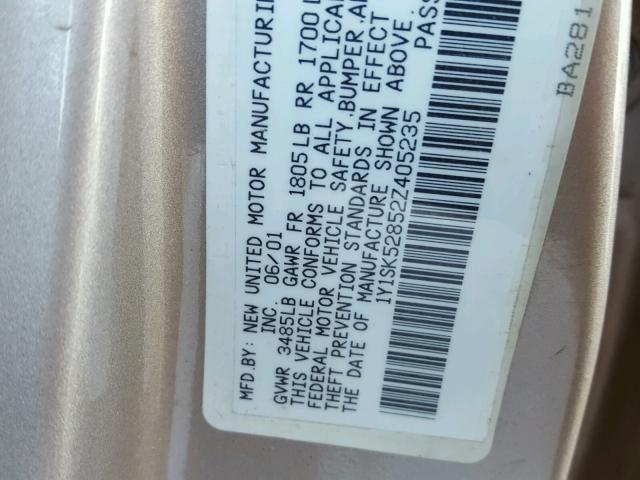 MFD.BY: NEW UNITED MOTOR MANUFACTURI
INC. 06/01
GVWR 3485LB GAWR FR 1805LB RR 1700
THIS VEHICLE CONFORMS TO ALL APPLICA
FEDERAL MOTOR VEHICLE SAFETY,BUMPER,A
THEFT PREVENTION STANDARDS IN EFFECT
THE DATE OF MANUFACTURE SHOWN ABOVE.
1Y1SK52852Z405235 PASS
BA281